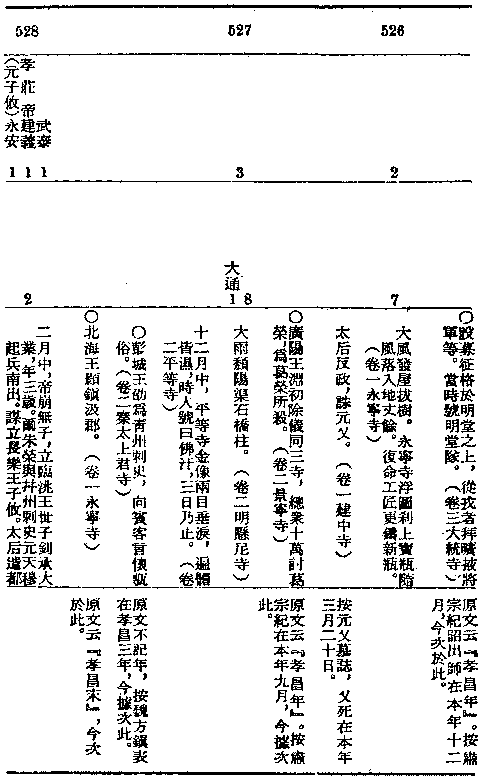 526
527
528
2
3
武泰 1
孝莊帝建義 1
(元子攸)永安 1
7
大通
1 8
2
○設募征格於明堂之上,從戎者拜曠掖將
軍等。當時號明堂隊。(卷三大統寺)
大風發屋拔樹。永寧寺浮圖刹上寶瓶隨
風落入地丈餘。復命工匠更鑄新瓶。
(卷一永寧寺)
太后反政,誅元乂。(卷一建中寺)
○廣陽王淵初除儀同三寺,總衆十萬討葛
榮,爲葛榮所殺。(卷二景寧寺)
大雨頹陽渠石橋柱。(卷二明懸尼寺)
十二月中,平等寺金像兩目垂淚,遍體
皆濕,時人號曰佛汗,三日乃止。(卷
二平等寺)
○彭城王劭爲青州刺史,向賓客言懷甎
俗。(卷二秦太上君寺)
○北海王顥鎭汲郡。(卷一永寧寺)
二月中,帝崩無子,立臨洮王世子釗承大
業,年三歲。爾朱榮與幷州刺史元天穆
起兵南出。謀立長樂王子攸。太后遣都
原文云『孝昌年』。按肅
宗紀詔出師在本年十二
月,今次於此。
按元乂墓誌,乂死在本年
三月二十日。
原文云『孝昌年』。按肅
宗紀在本年九月,今據次
此。
原文不記年,按魏方鎭表
在孝昌三年,今據次此。
原文云『孝昌末』,今次
於此。